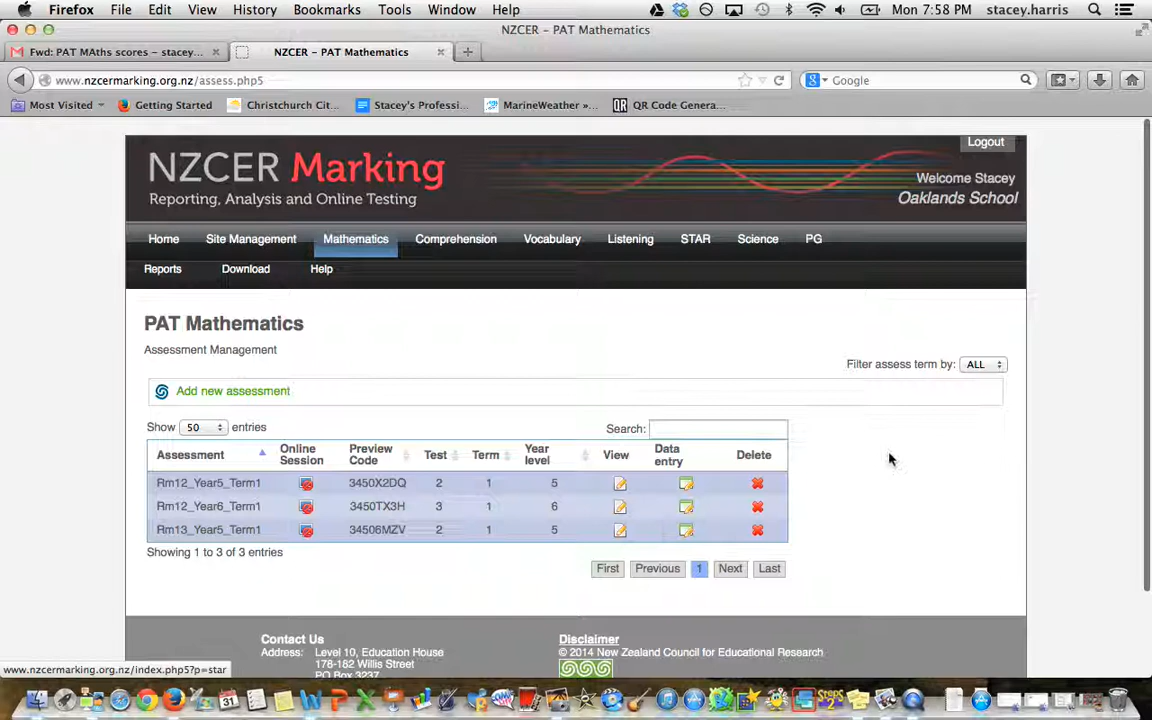 Firefox File Edit View History Bookmarks Tools Window Help Mon 7:58 PM stacey.harris
NZCER – PAT Mathematics
Fwd: PAT MAths scores – stacey... NZCER – PAT Mathematics
www.nzcermarking.org.nz/assess.php5 Google
Most Visited Getting Started Christchurch Cit... Stacey's Professi... MarineWeather »... QR Code Genera...
Logout
NZCER Marking
Reporting, Analysis and Online Testing
Welcome Stacey
Oaklands School
Home Site Management Mathematics Comprehension Vocabulary Listening STAR Science PG
Reports Download Help
PAT Mathematics
Assessment Management
Filter assess term by: ALL
Add new assessment
Show 50 entries Search:
Assessment Online Session Preview Code Test Term Year level View Data entry Delete
Rm12_Year5_Term1 3450X2DQ 2 1 5
Rm12_Year6_Term1 3450TX3H 3 1 6
Rm13_Year5_Term1 34506MZV 2 1 5
Showing 1 to 3 of 3 entries
First Previous 1 Next Last
Contact Us
Address: Level 10, Education House
178-182 Willis Street
PO Box 3237
Disclaimer
© 2014 New Zealand Council for Educational Research
www.nzcermarking.org.nz/index.php5?p=star